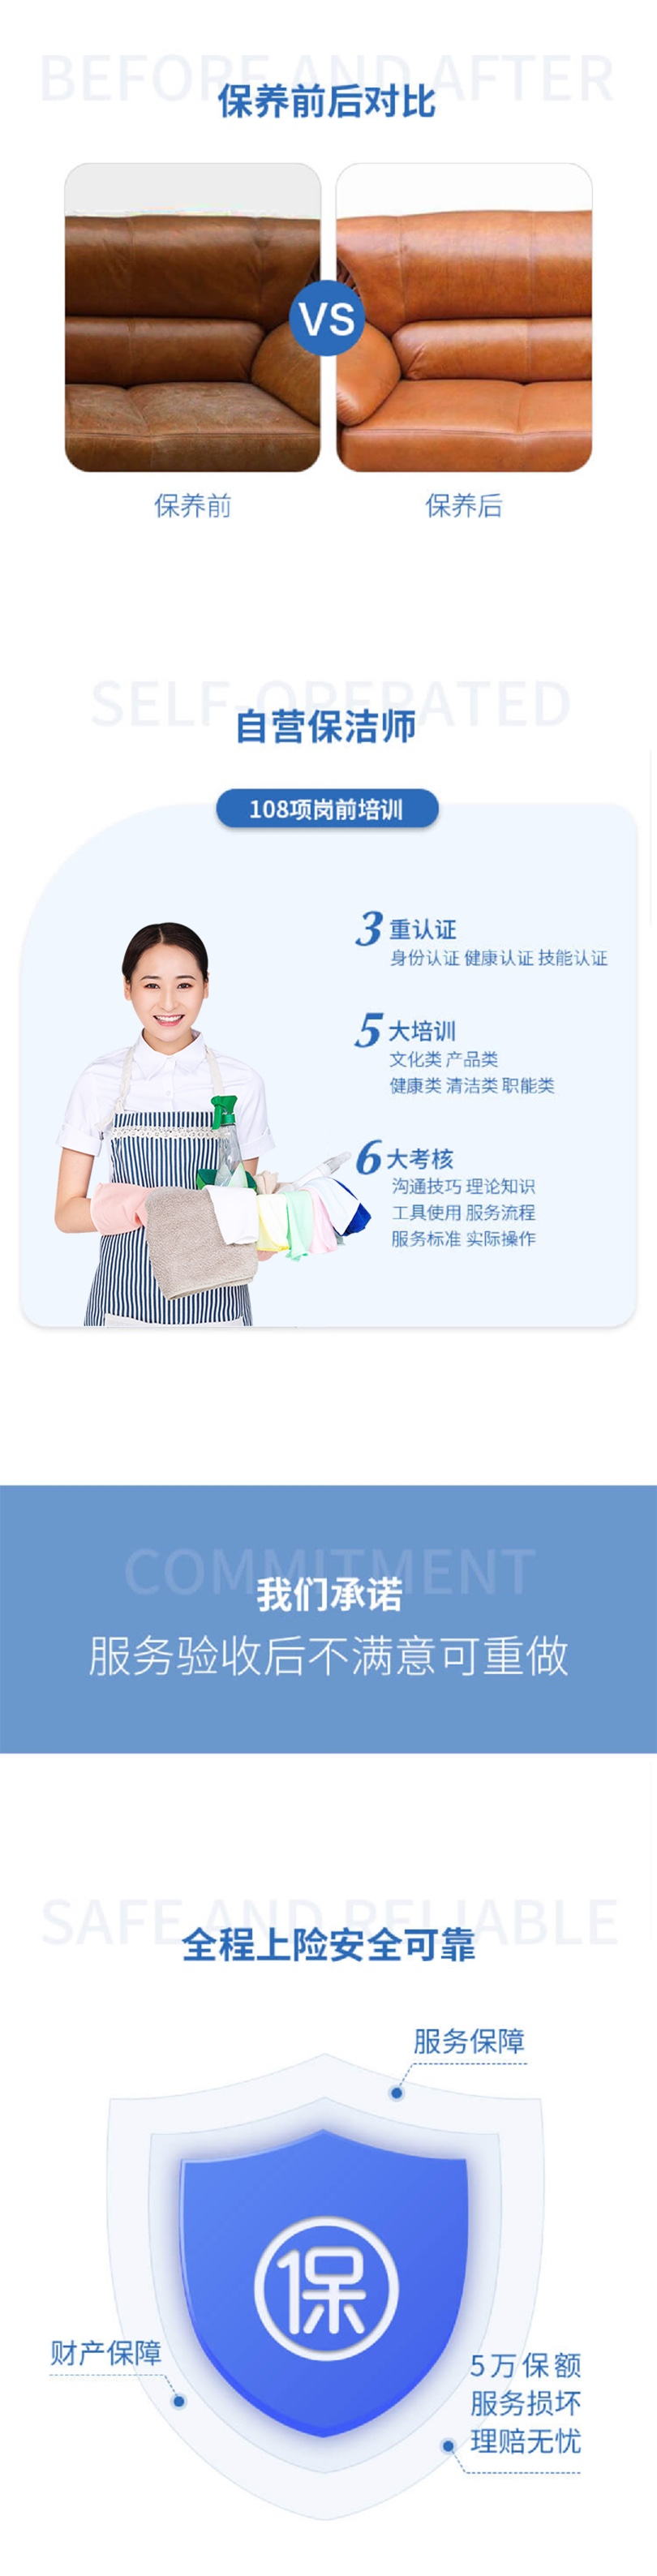 BEFORE AND AFTER
保养前后对比
VS
保养前
保养后
SELF-OPERATED
自营保洁师
108项岗前培训
3重认证
身份认证 健康认证 技能认证
5大培训
文化类 产品类
健康类 清洁类 职能类
6大考核
沟通技巧 理论知识
工具使用 服务流程
服务标准 实际操作
COMMITMENT
我们承诺
服务验收后不满意可重做
SAFE AND RELIABLE
全程上险安全可靠
服务保障
保
财产保障
5万保额
服务损坏
理赔无忧